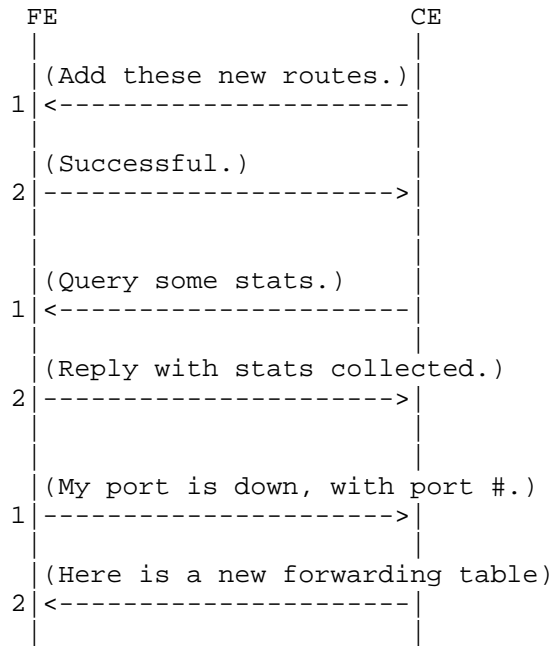 FE CE
(Add these new routes.)
1|<----------------------|
(Successful.)
2|---------------------->|
(Query some stats.)
1|<----------------------|
(Reply with stats collected.)
2|---------------------->|
(My port is down, with port #.)
1|---------------------->|
(Here is a new forwarding table)
2|<----------------------|